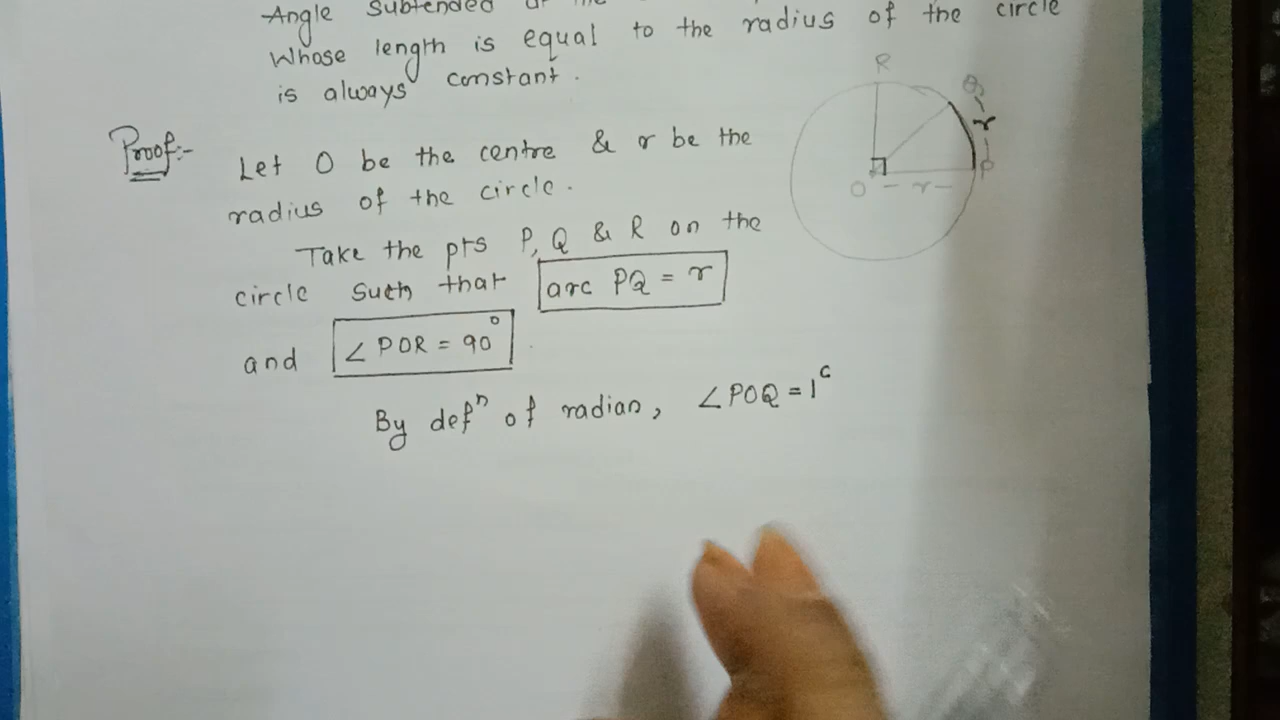 Angle subtended
Whose length is equal to the radius of the circle
is always constant.
Proof:-
Let O be the centre & r be the
radius of the circle.
Take the pts P, Q & R on the
circle such that arc PQ = r
and ∠POR = 90°
By defⁿ of radian, ∠POQ = 1ᶜ
R
Q
r
P
O - r -